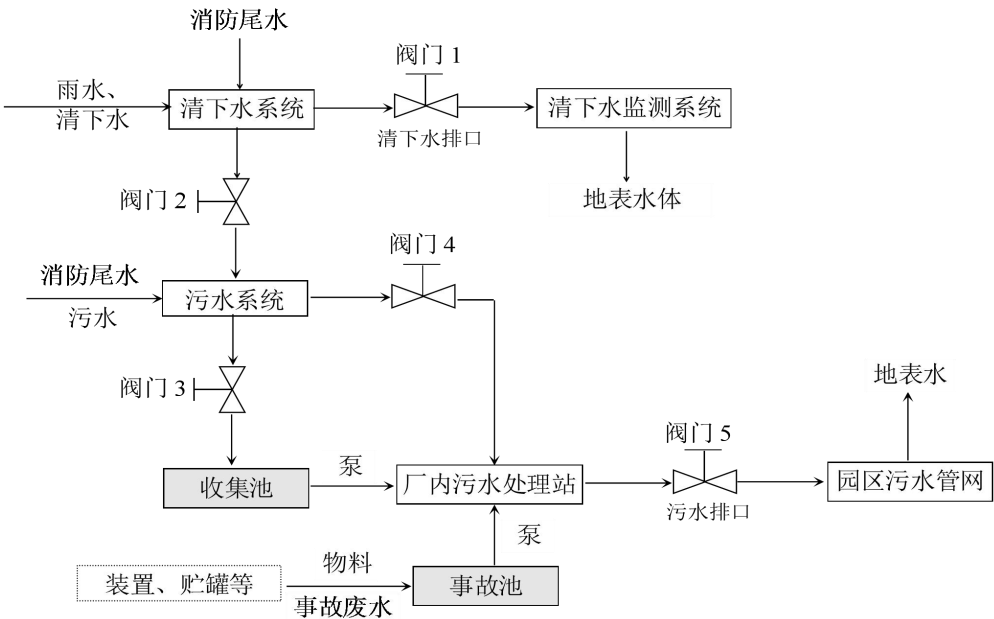 消防尾水
阀门 1
雨水、
清下水
清下水系统
清下水排口
清下水监测系统
地表水体
阀门 2
阀门 4
消防尾水
污水
污水系统
阀门 3
地表水
收集池
泵
厂内污水处理站
阀门 5
污水排口
园区污水管网
泵
装置、贮罐等
物料
事故废水
事故池